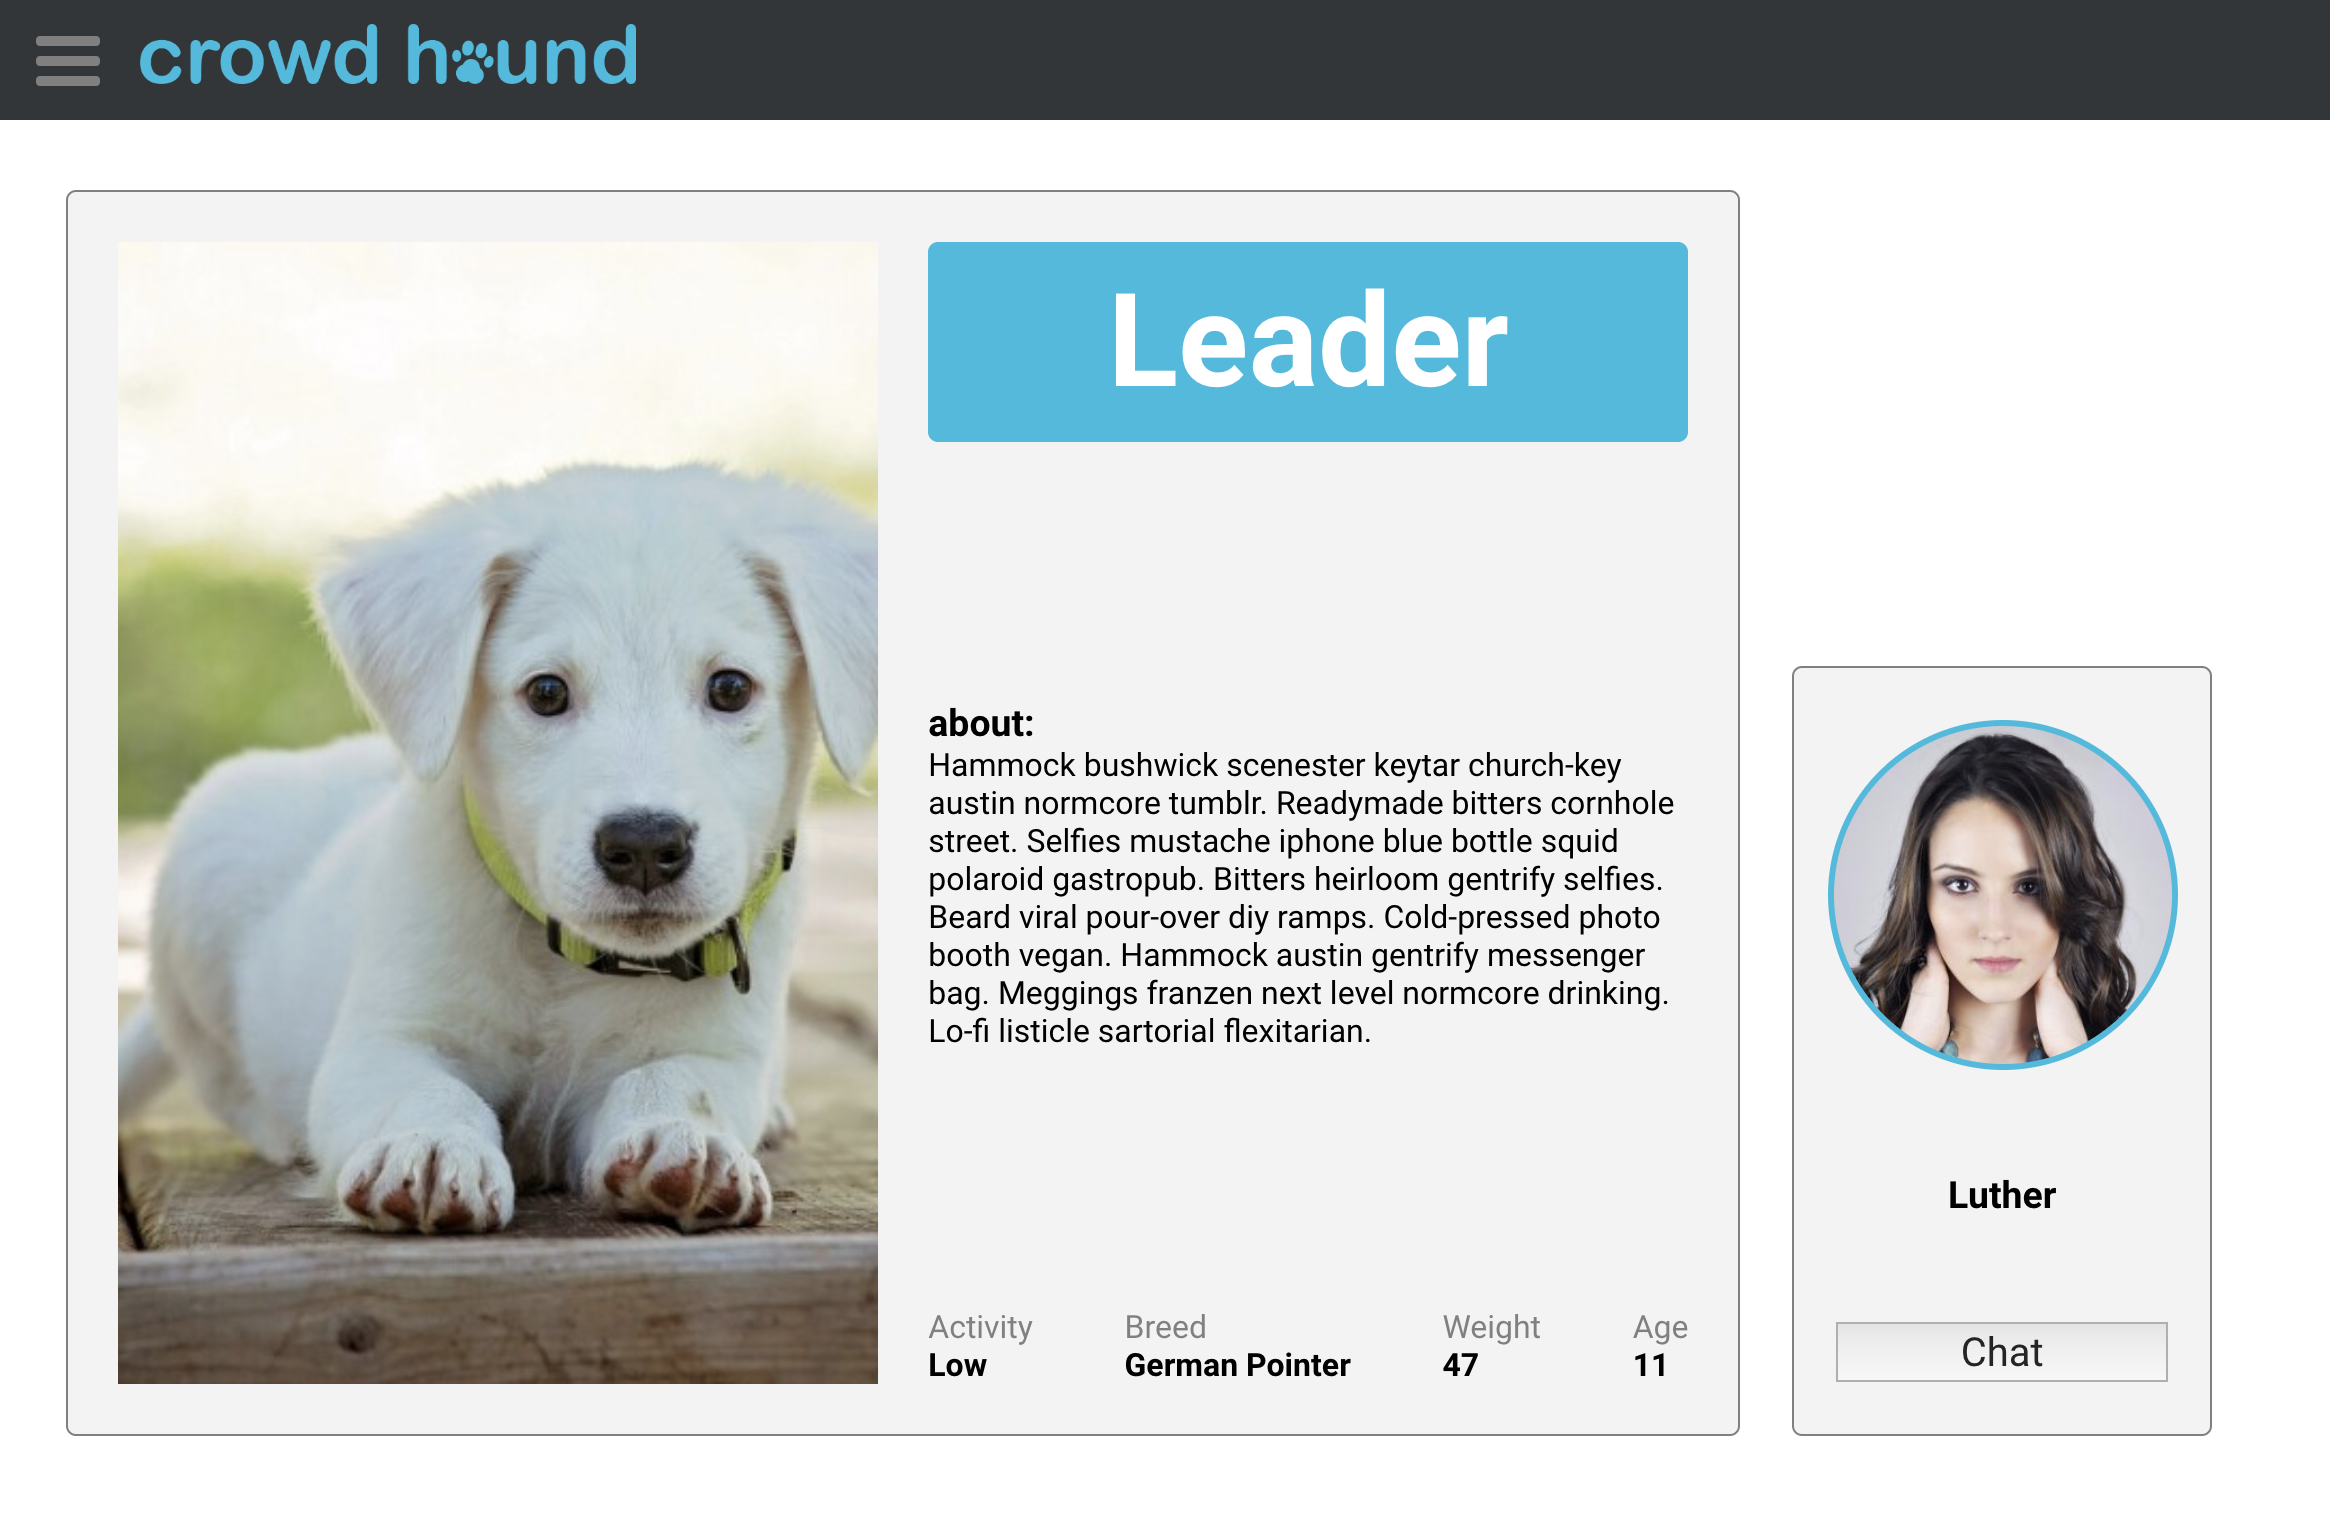 crowd hound
Leader
about:
Hammock bushwick scenester keytar church-key
austin normcore tumblr. Readymade bitters cornhole
street. Selfies mustache iphone blue bottle squid
polaroid gastropub. Bitters heirloom gentrify selfies.
Beard viral pour-over diy ramps. Cold-pressed photo
booth vegan. Hammock austin gentrify messenger
bag. Meggings franzen next level normcore drinking.
Lo-fi listicle sartorial flexitarian.
Activity Breed Weight Age
Low German Pointer 47 11
Luther
Chat